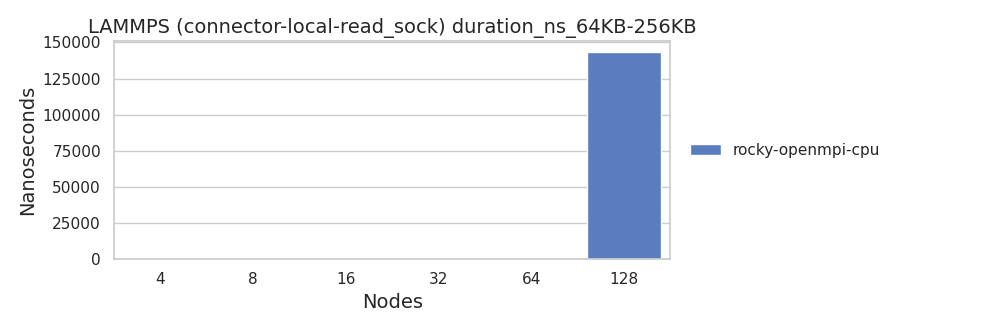 LAMMPS (connector-local-read_sock) duration_ns_64KB-256KB
150000
125000
100000
75000
50000
25000
0
Nanoseconds
4 8 16 32 64 128
Nodes
rocky-openmpi-cpu